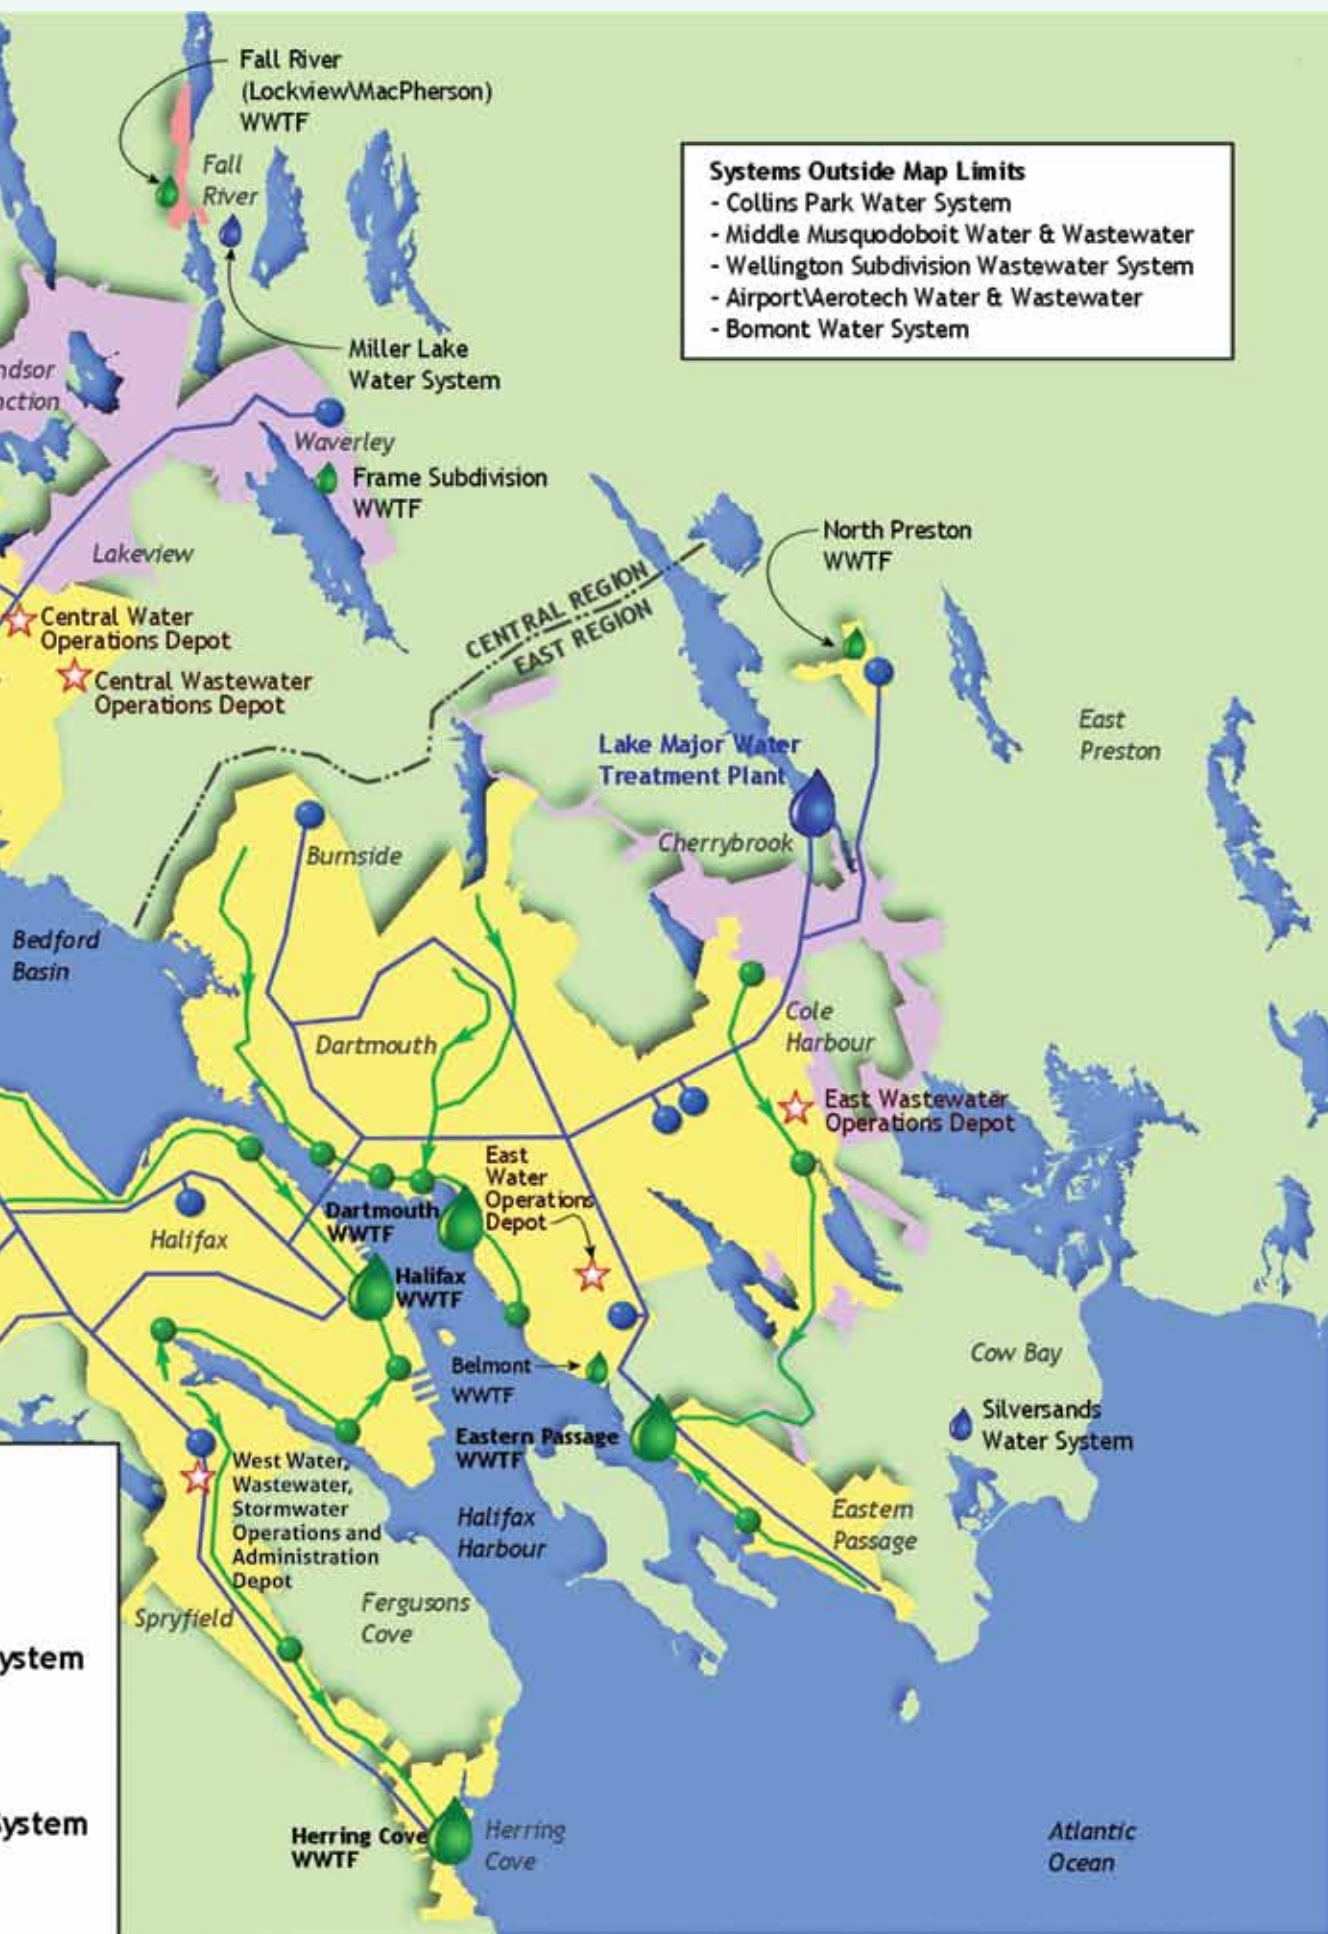 Fall River
(Lockview\MacPherson)
WWTF
Fall
River
Systems Outside Map Limits
- Collins Park Water System
- Middle Musquodoboit Water & Wastewater
- Wellington Subdivision Wastewater System
- Airport\Aerotech Water & Wastewater
- Bomont Water System
Miller Lake
Water System
ndsor
nction
Waverley
Frame Subdivision
WWTF
Lakeview
North Preston
WWTF
CENTRAL REGION
EAST REGION
Central Water
Operations Depot
Central Wastewater
Operations Depot
East
Preston
Lake Major Water
Treatment Plant
Cherrybrook
Burnside
Bedford
Basin
Cole
Harbour
Dartmouth
East Wastewater
Operations Depot
East
Water
Operations
Depot
Dartmouth
WWTF
Halifax
Halifax
WWTF
Belmont
WWTF
Cow Bay
Silversands
Water System
Eastern Passage
WWTF
West Water,
Wastewater,
Stormwater
Operations and
Administration
Depot
Halifax
Harbour
Eastern
Passage
Spryfield
Fergusons
Cove
ystem
System
Herring Cove
WWTF
Herring
Cove
Atlantic
Ocean